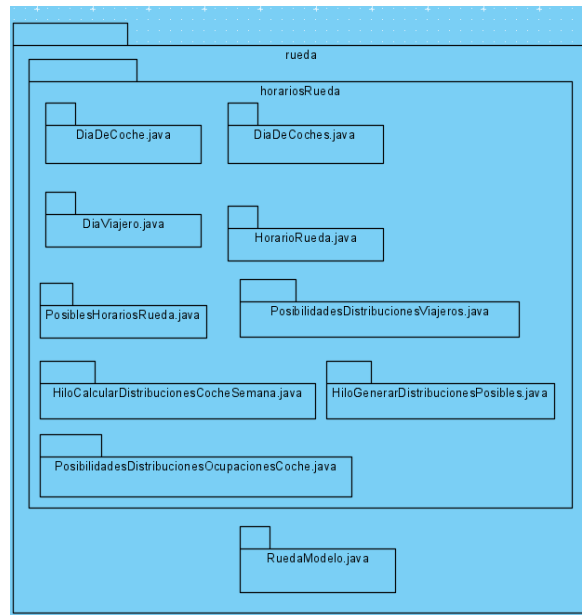 rueda
horariosRueda
DiaDeCoche.java
DiaDeCoches.java
DiaViajero.java
HorarioRueda.java
PosiblesHorariosRueda.java
PosibilidadesDistribucionesViajeros.java
HiloCalcularDistribucionesCocheSemana.java
HiloGenerarDistribucionesPosibles.java
PosibilidadesDistribucionesOcupacionesCoche.java
RuedaModelo.java